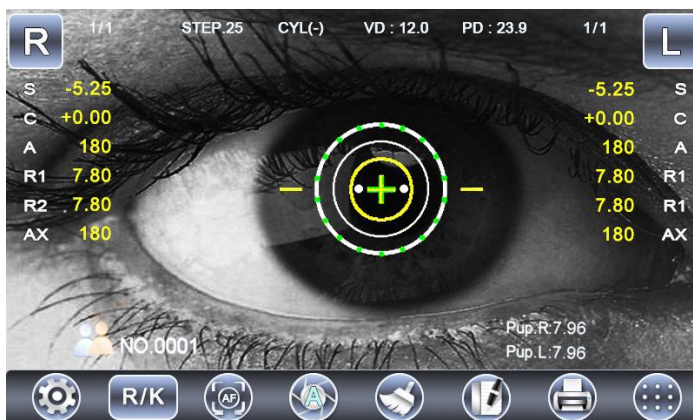 R 1/1 STEP.25 CYL(-) VD : 12.0 PD : 23.9 1/1 L
S -5.25 -5.25 S
C +0.00 +0.00 C
A 180 180 A
R1 7.80 7.80 R1
R2 7.80 7.80 R1
AX 180 180 AX
NO.0001
Pup.R:7.96
Pup.L:7.96
R/K AF A